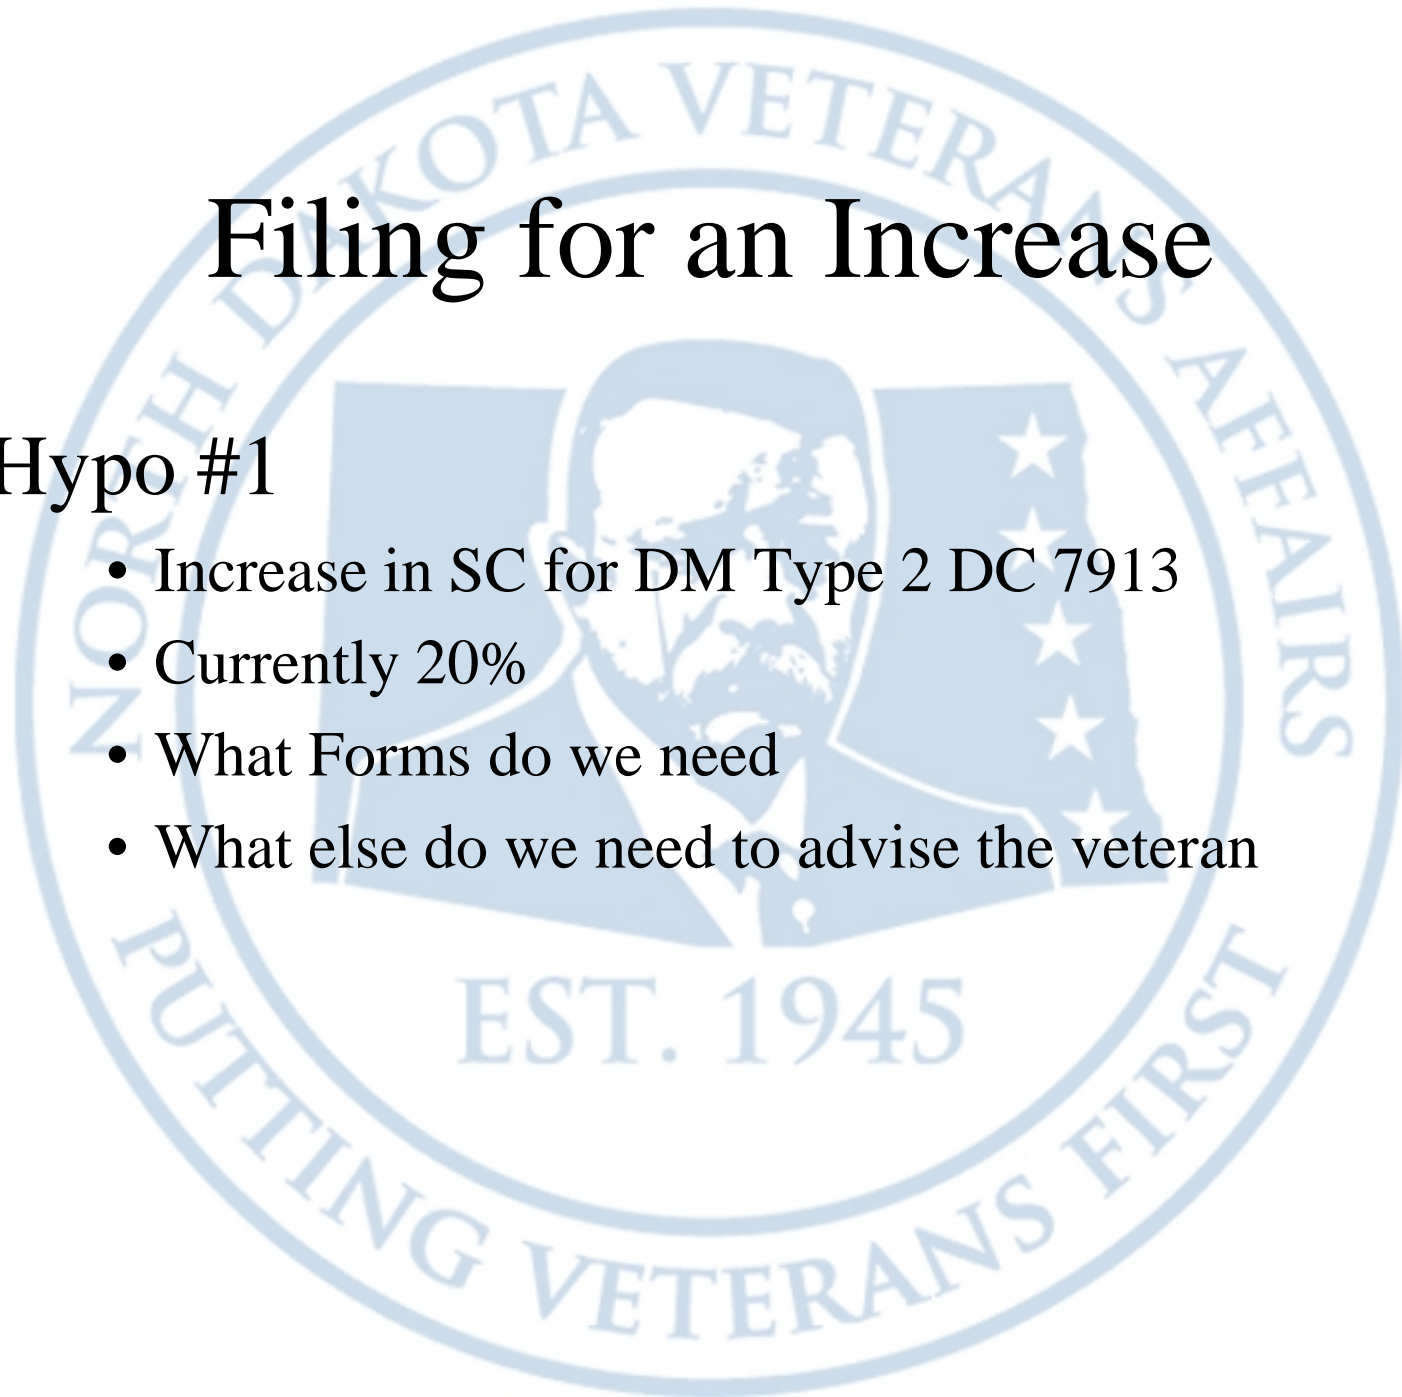 NORTH DAKOTA VETERANS AFFAIRS
Filing for an Increase
Hypo #1
• Increase in SC for DM Type 2 DC 7913
• Currently 20%
• What Forms do we need
• What else do we need to advise the veteran
EST. 1945
PUTTING VETERANS FIRST